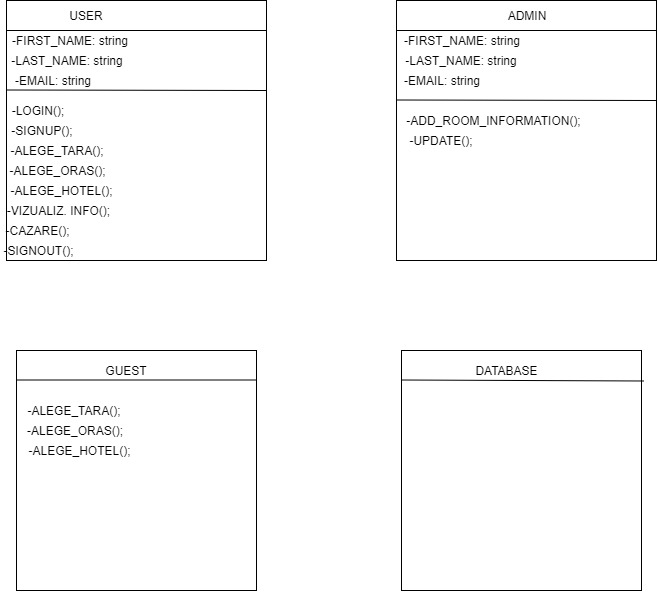 USER
-FIRST_NAME: string
-LAST_NAME: string
-EMAIL: string
-LOGIN();
-SIGNUP();
-ALEGE_TARA();
-ALEGE_ORAS();
-ALEGE_HOTEL();
-VIZUALIZ. INFO();
-CAZARE();
-SIGNOUT();
ADMIN
-FIRST_NAME: string
-LAST_NAME: string
-EMAIL: string
-ADD_ROOM_INFORMATION();
-UPDATE();
GUEST
-ALEGE_TARA();
-ALEGE_ORAS();
-ALEGE_HOTEL();
DATABASE